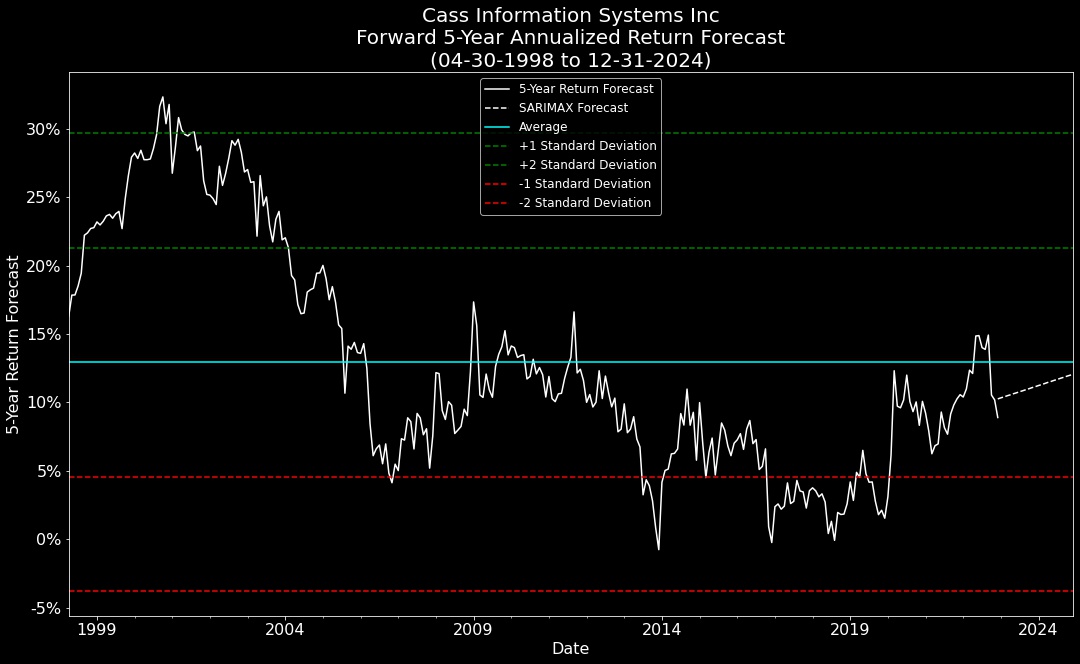 Cass Information Systems Inc
Forward 5-Year Annualized Return Forecast
(04-30-1998 to 12-31-2024)
5-Year Return Forecast
SARIMAX Forecast
Average
+1 Standard Deviation
+2 Standard Deviation
-1 Standard Deviation
-2 Standard Deviation
5-Year Return Forecast
30%
25%
20%
15%
10%
5%
0%
-5%
1999
2004
2009
2014
2019
2024
Date